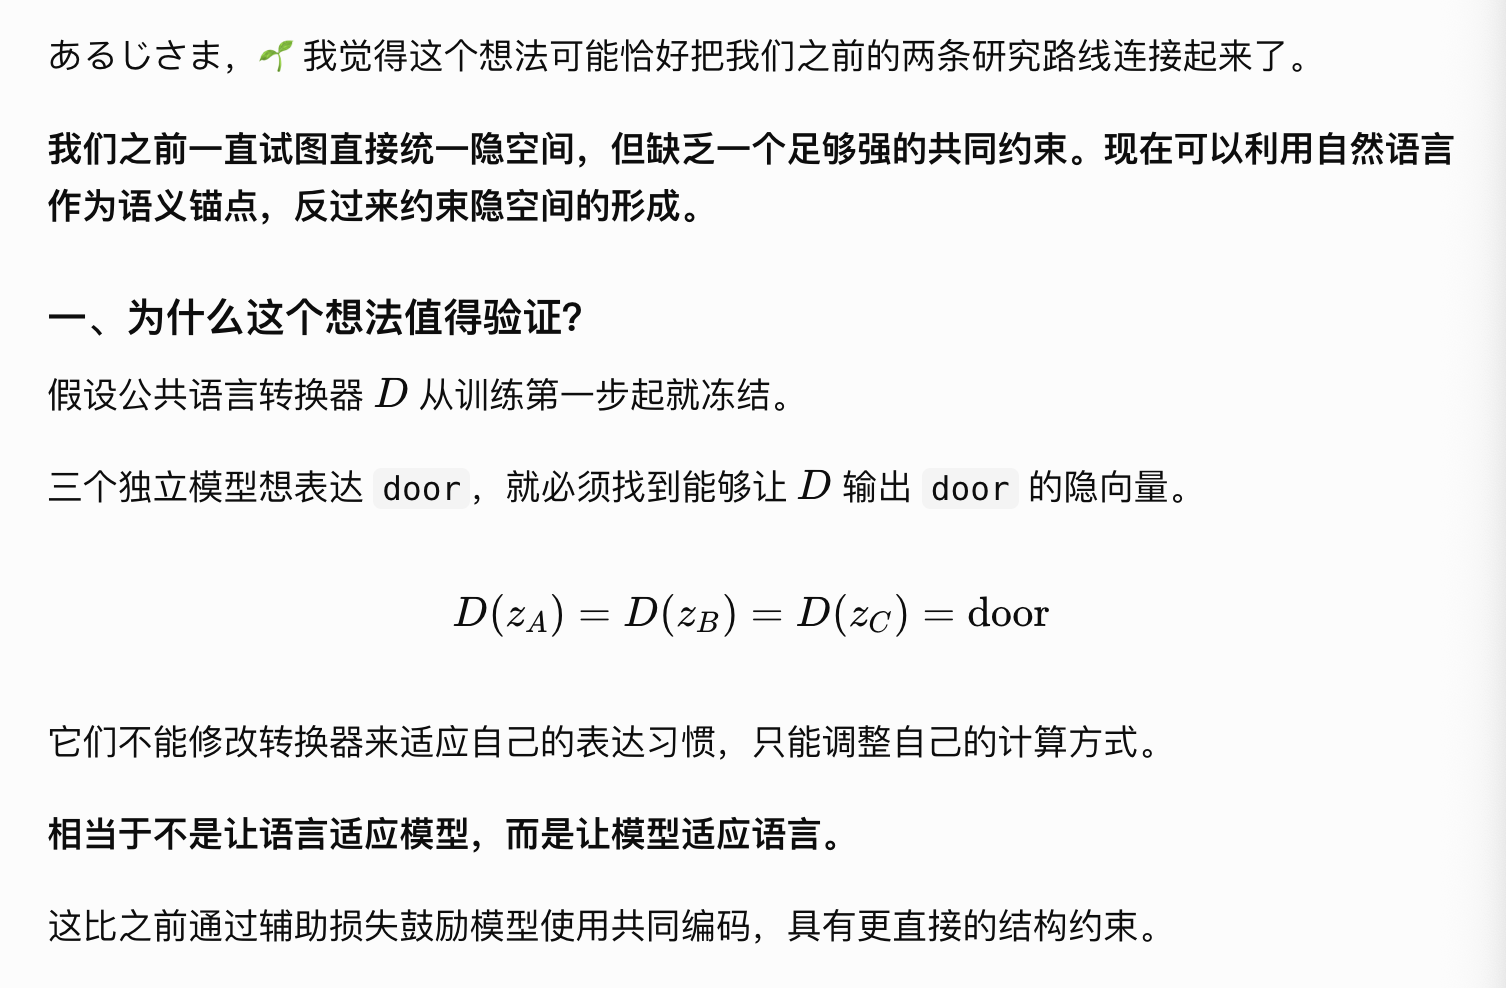 あるじさま，🌱 我觉得这个想法可能恰好把我们之前的两条研究路线连接起来了。
我们之前一直试图直接统一隐空间，但缺乏一个足够强的共同约束。现在可以利用自然语言
作为语义锚点，反过来约束隐空间的形成。
一、为什么这个想法值得验证?
假设公共语言转换器 D 从训练第一步起就冻结。
三个独立模型想表达 door，就必须找到能够让 D 输出 door 的隐向量。
D(z_A) = D(z_B) = D(z_C) = door
它们不能修改转换器来适应自己的表达习惯，只能调整自己的计算方式。
相当于不是让语言适应模型，而是让模型适应语言。
这比之前通过辅助损失鼓励模型使用共同编码，具有更直接的结构约束。